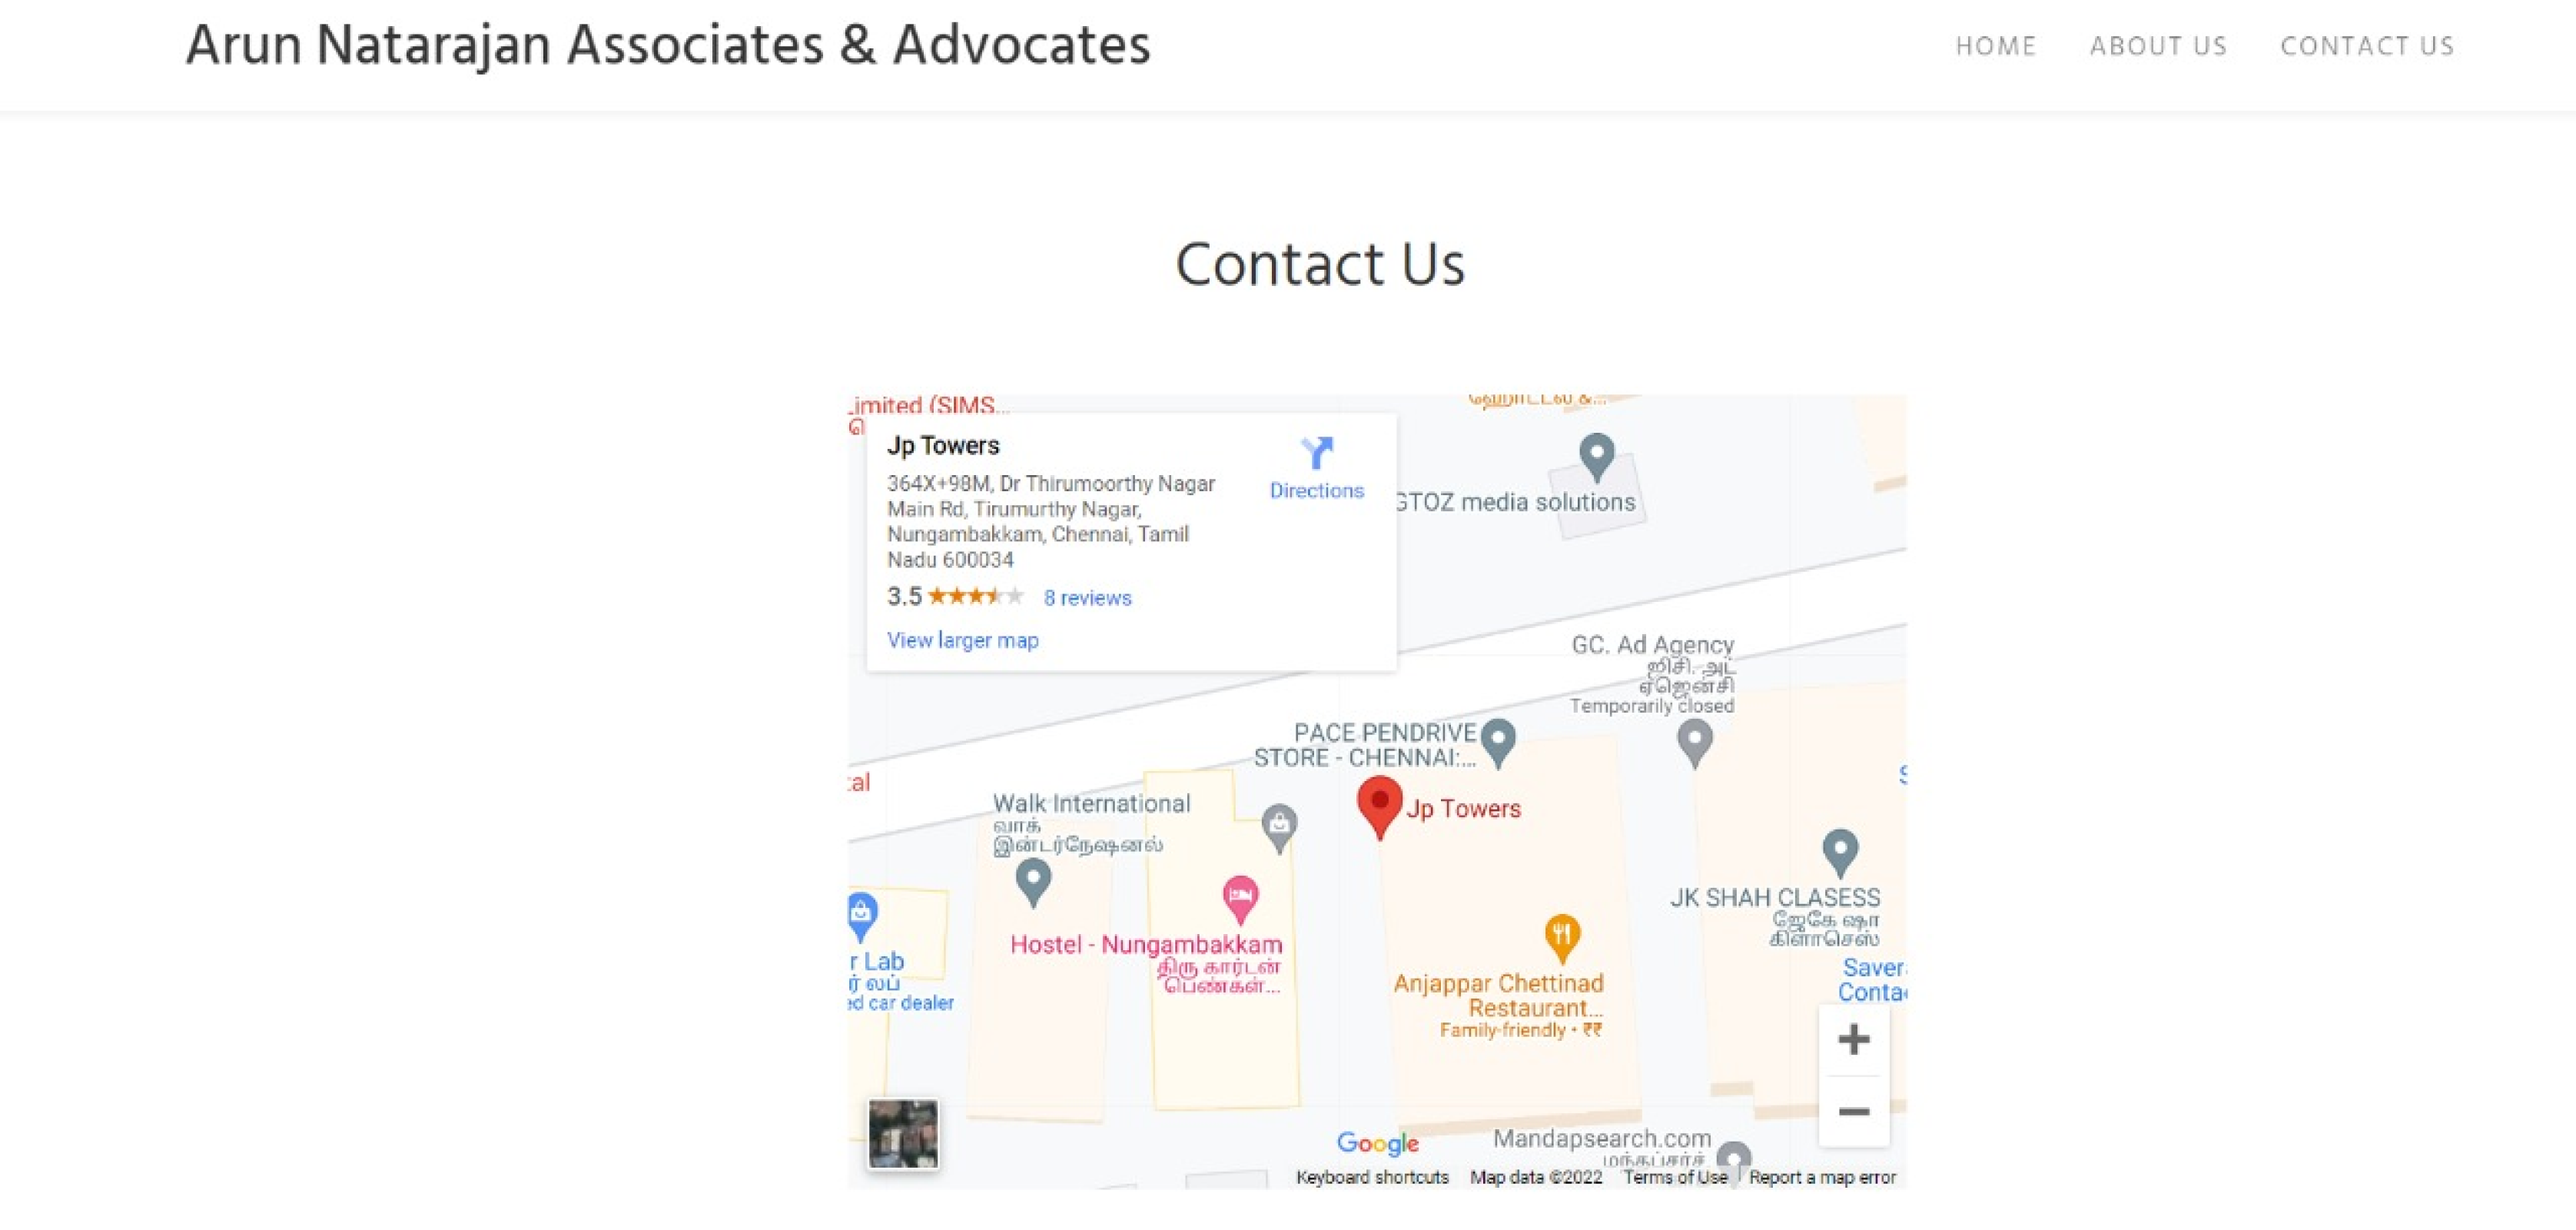 Arun Natarajan Associates & Advocates
HOME ABOUT US CONTACT US
Contact Us
Limited (SIMS...
Jp Towers
364X+98M, Dr Thirumoorthy Nagar
Main Rd, Tirumurthy Nagar,
Nungambakkam, Chennai, Tamil
Nadu 600034
3.5 8 reviews
View larger map
Directions
GTOZ media solutions
GC. Ad Agency
ஜிசி. அட்
ஏஜென்சி
Temporarily closed
PACE PENDRIVE
STORE - CHENNAI:...
Jp Towers
Walk International
வாக்
இன்டர்நேஷனல்
JK SHAH CLASESS
ஜேகே ஷா
கிளாசெஸ்
Hostel - Nungambakkam
திரு கார்டன்
பெண்கள்...
r Lab
ர் லப்
ed car dealer
Anjappar Chettinad
Restaurant...
Family-friendly • ₹₹
Saver
Conta
Google
Mandapsearch.com
Keyboard shortcuts Map data ©2022 Terms of Use Report a map error